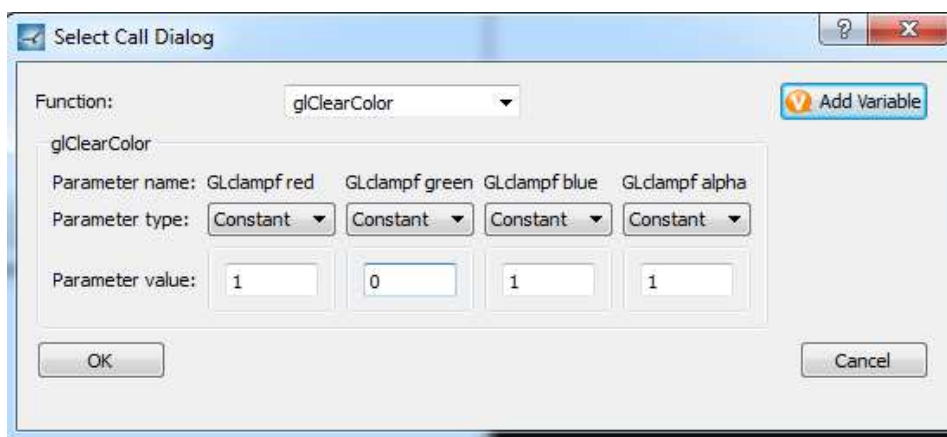 Select Call Dialog
Function: glClearColor Add Variable
glClearColor
Parameter name: GLclampf red GLclampf green GLclampf blue GLclampf alpha
Parameter type: Constant Constant Constant Constant
Parameter value: 1 0 1 1
OK Cancel